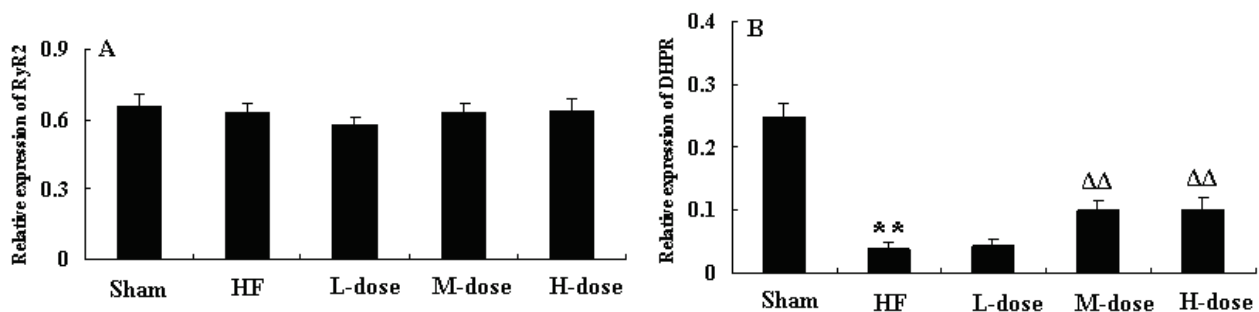 A
Relative expression of RyR2
0.9
0.6
0.3
0
Sham HF L-dose M-dose H-dose
B
Relative expression of DHPR
0.4
0.3
0.2
0.1
0
**
ΔΔ ΔΔ
Sham HF L-dose M-dose H-dose